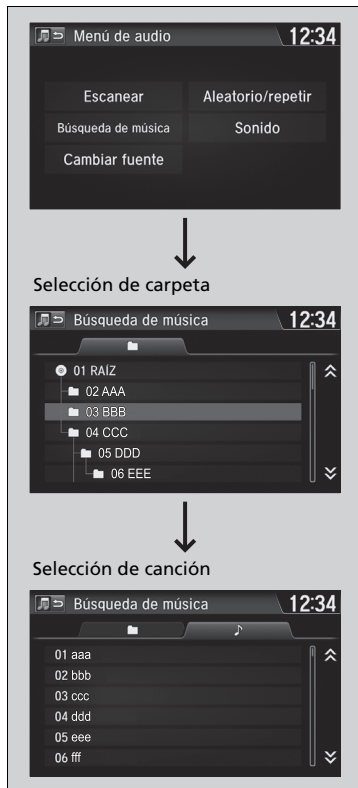 Menú de audio 12:34
Escanear Aleatorio/repetir
Búsqueda de música Sonido
Cambiar fuente
Selección de carpeta
Búsqueda de música 12:34
01 RAÍZ
02 AAA
03 BBB
04 CCC
05 DDD
06 EEE
Selección de canción
Búsqueda de música 12:34
01 aaa
02 bbb
03 ccc
04 ddd
05 eee
06 fff